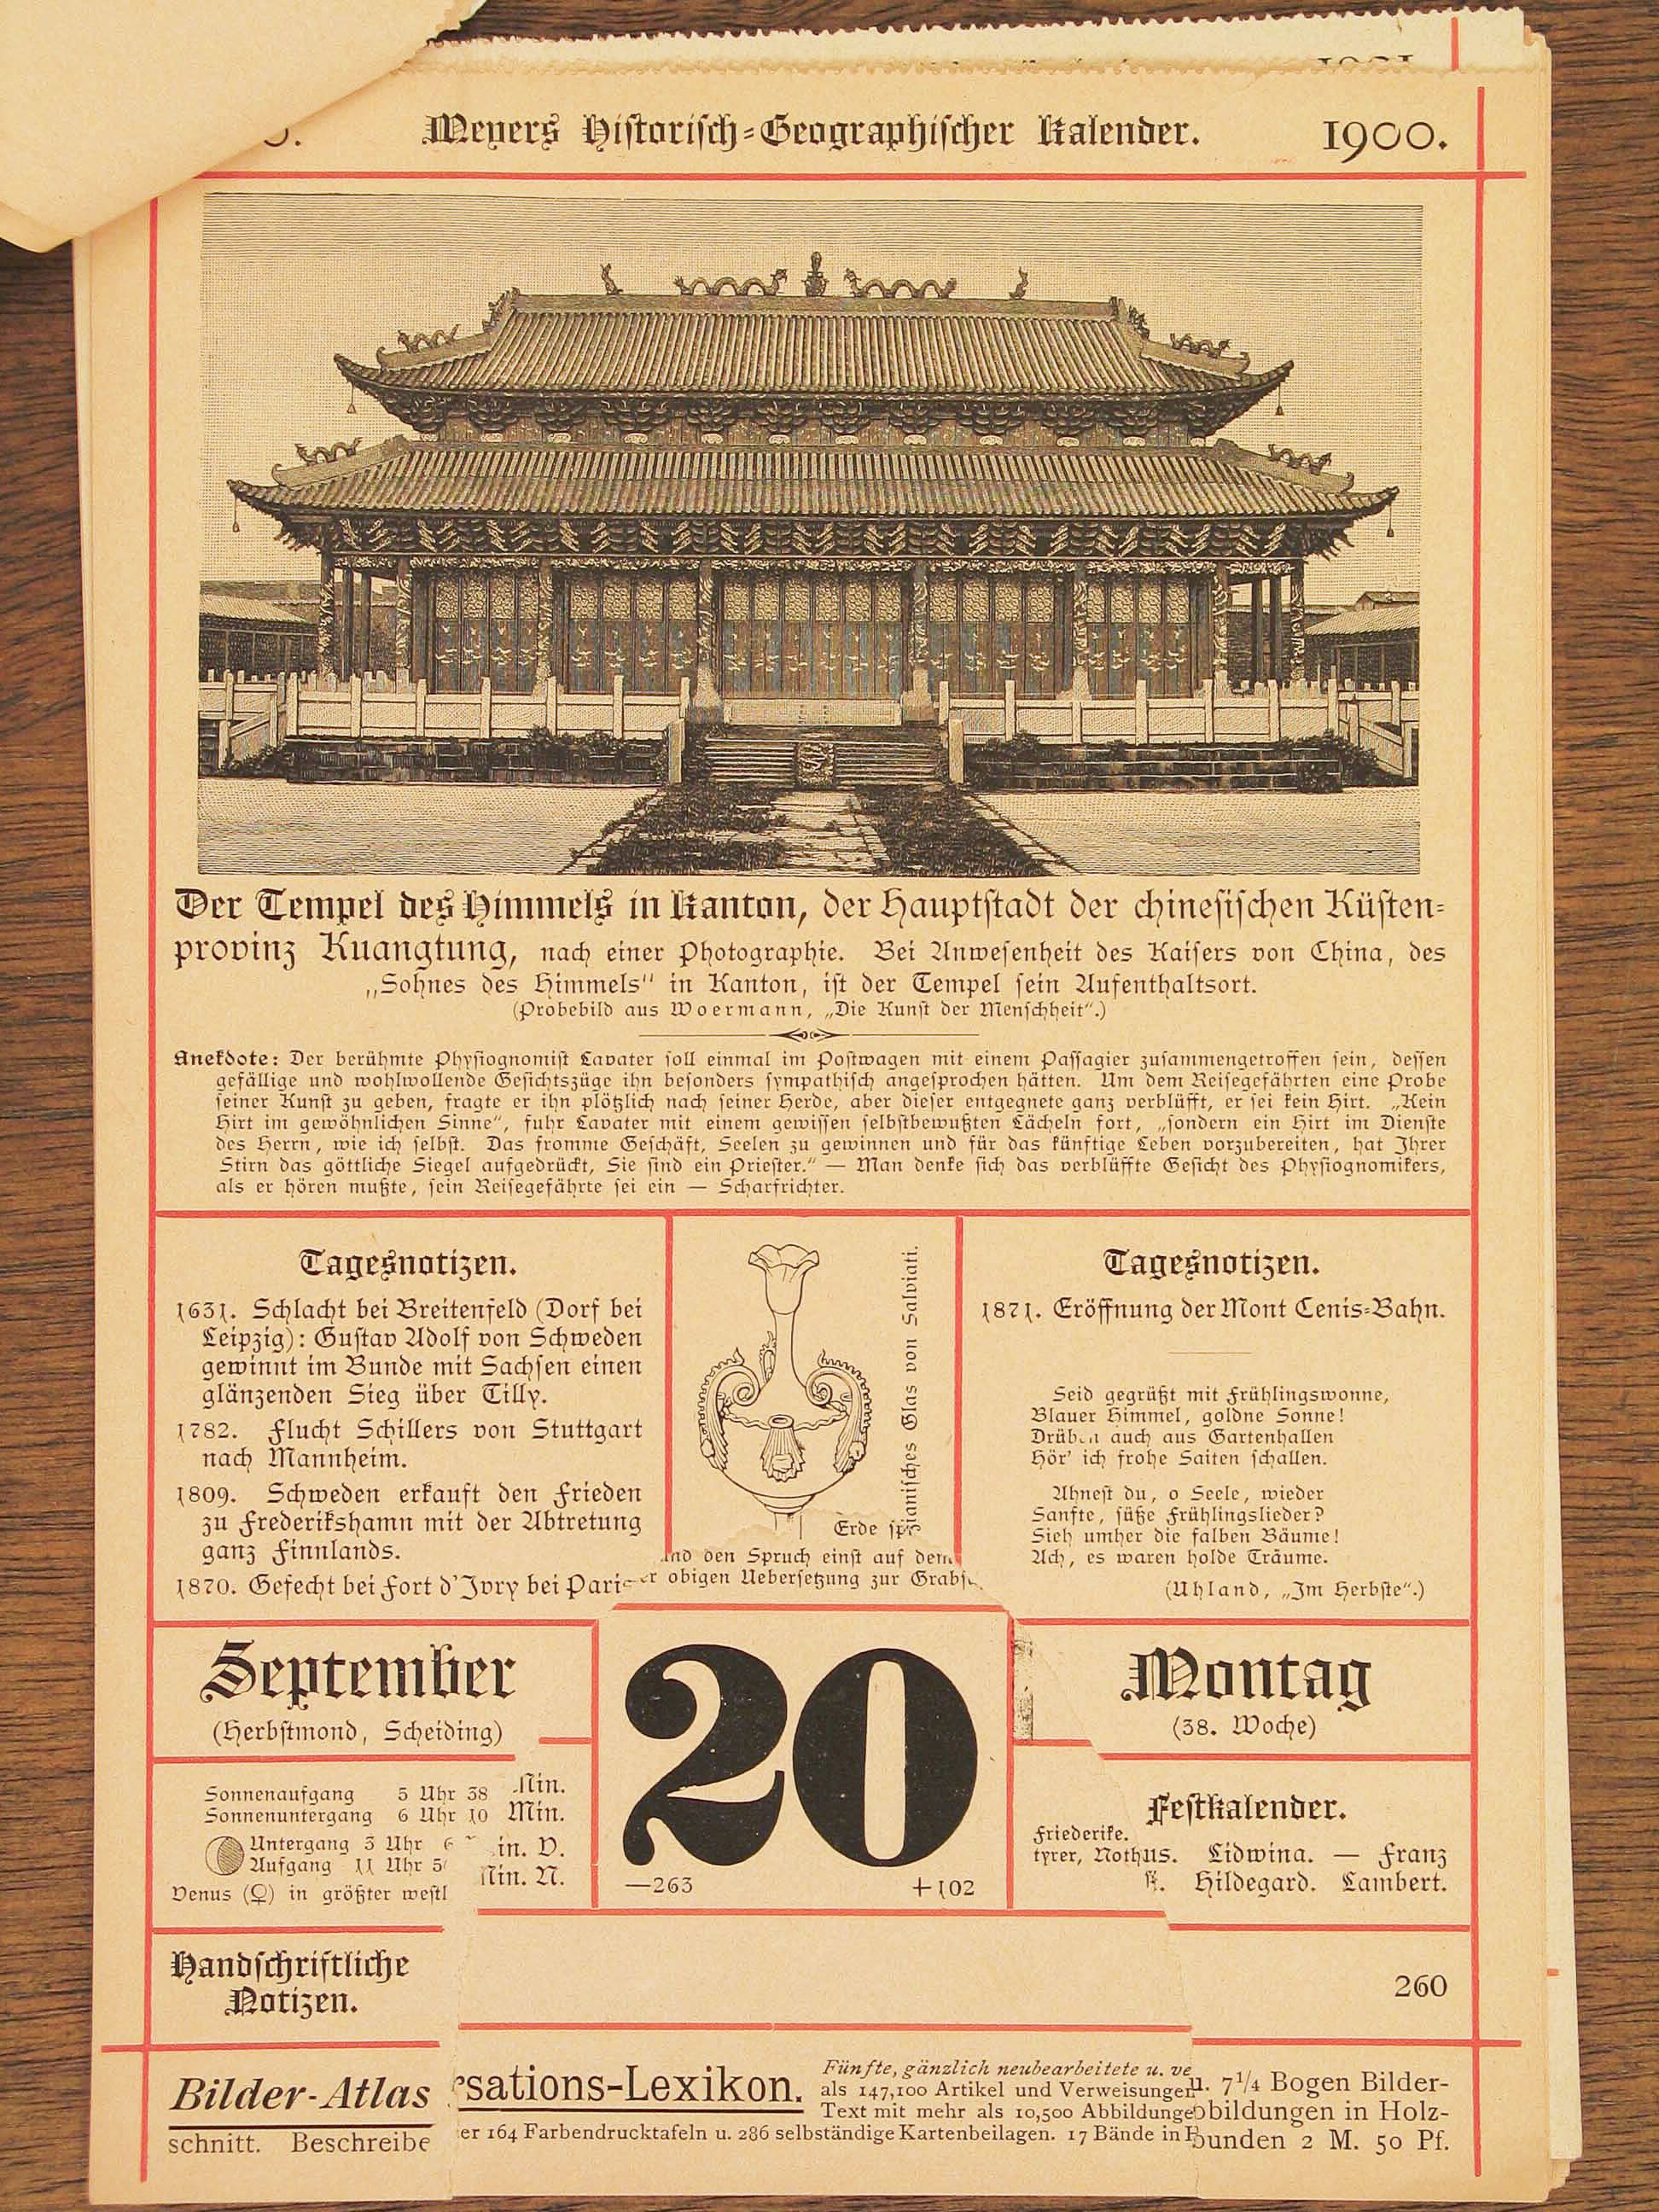 Meyers Historisch-Geographischer Kalender.
1900.
Der Tempel des Himmels in Kanton, der Hauptstadt der chinesischen Küsten-
provinz Kuangtung, nach einer Photographie. Bei Anwesenheit des Kaisers von China, des
„Sohnes des Himmels" in Kanton, ist der Tempel sein Aufenthaltsort.
(Probebild aus Woermann, „Die Kunst der Menschheit".)
Anekdote: Der berühmte Physiognomist Lavater soll einmal im Postwagen mit einem Passagier zusammengetroffen sein, dessen
gefällige und wohlwollende Gesichtszüge ihn besonders sympathisch angesprochen hätten. Um dem Reisegefährten eine Probe
seiner Kunst zu geben, fragte er ihn plötzlich nach seiner Herde, aber dieser entgegnete ganz verblüfft, er sei kein Hirt. „Kein
Hirt im gewöhnlichen Sinne", fuhr Lavater mit einem gewissen selbstbewußten Lächeln fort, „sondern ein Hirt im Dienste
des Herrn, wie ich selbst. Das fromme Geschäft, Seelen zu gewinnen und für das künftige Leben vorzubereiten, hat Ihrer
Stirn das göttliche Siegel aufgedrückt, Sie sind ein Priester." — Man denke sich das verblüffte Gesicht des Physiognomikers,
als er hören mußte, sein Reisegefährte sei ein — Scharfrichter.
Tagesnotizen.
1631. Schlacht bei Breitenfeld (Dorf bei
Leipzig): Gustav Adolf von Schweden
gewinnt im Bunde mit Sachsen einen
glänzenden Sieg über Tilly.
1782. Flucht Schillers von Stuttgart
nach Mannheim.
1809. Schweden erkauft den Frieden
zu Frederikshamn mit der Abtretung
ganz Finnlands.
1870. Gefecht bei Fort d'Ivry bei Paris
zianisches Glas von Salviati.
Erde
und den Spruch einst auf dem
er obigen Uebersetzung zur
Tagesnotizen.
1871. Eröffnung der Mont Cenis-Bahn.
Seid gegrüßt mit Frühlingswonne,
Blauer Himmel, goldne Sonne!
Drüben auch aus Gartenhallen
Hör' ich frohe Saiten schallen.
Ahnest du, o Seele, wieder
Sanfte, süße Frühlingslieder?
Sieh umher die falben Bäume!
Ach, es waren holde Träume.
(Uhland, „Im Herbste".)
September
(Herbstmond, Scheiding)
20
—263 +102
Montag
(38. Woche)
Sonnenaufgang 5 Uhr 38 Min.
Sonnenuntergang 6 Uhr 10 Min.
Untergang 3 Uhr in. V.
Aufgang 11 Uhr Min. N.
Venus (♀) in größter westl
Festkalender.
Friederike.
tyrer, Nothus. Lidwina. — Franz
Hildegard. Lambert.
Handschriftliche
Notizen.
260
Bilder-Atlas
schnitt. Beschreibe
rsations-Lexikon.
Fünfte, gänzlich neubearbeitete u. ve
als 147,100 Artikel und Verweisungen
Text mit mehr als 10,500 Abbildunge
er 164 Farbendrucktafeln u. 286 selbständige Kartenbeilagen. 17 Bände in
u. 7¼ Bogen Bilder-
bbildungen in Holz-
bunden 2 M. 50 Pf.